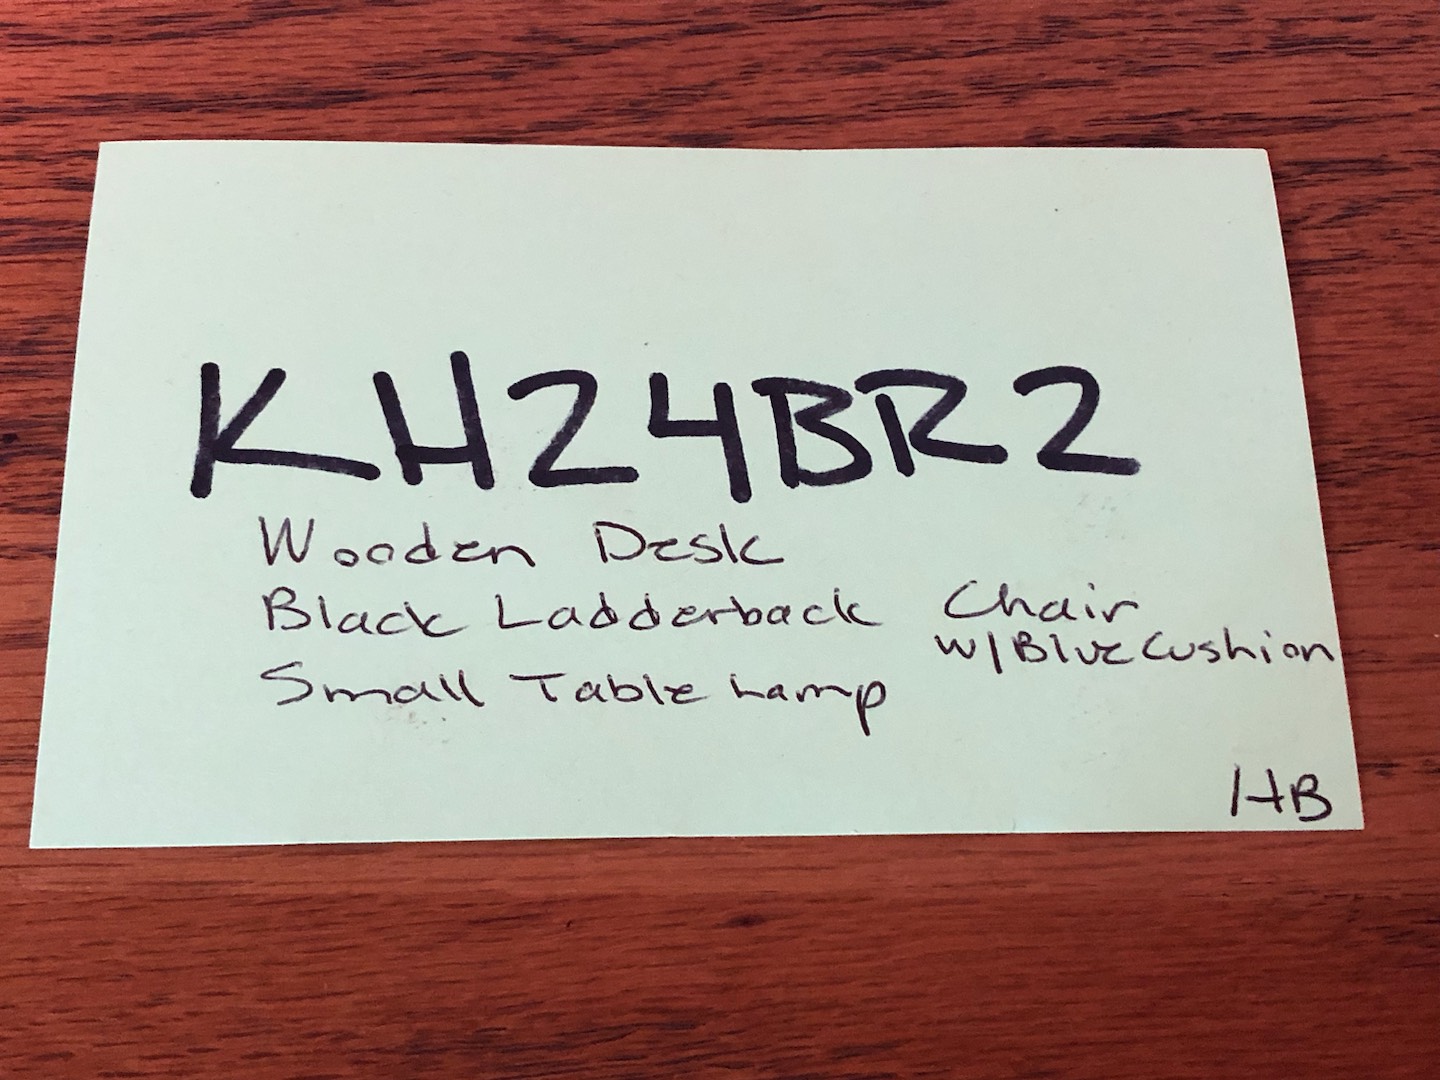 KH24BR2
Wooden Desk
Black Ladderback Chair
w/Blue Cushion
Small Table Lamp
HB